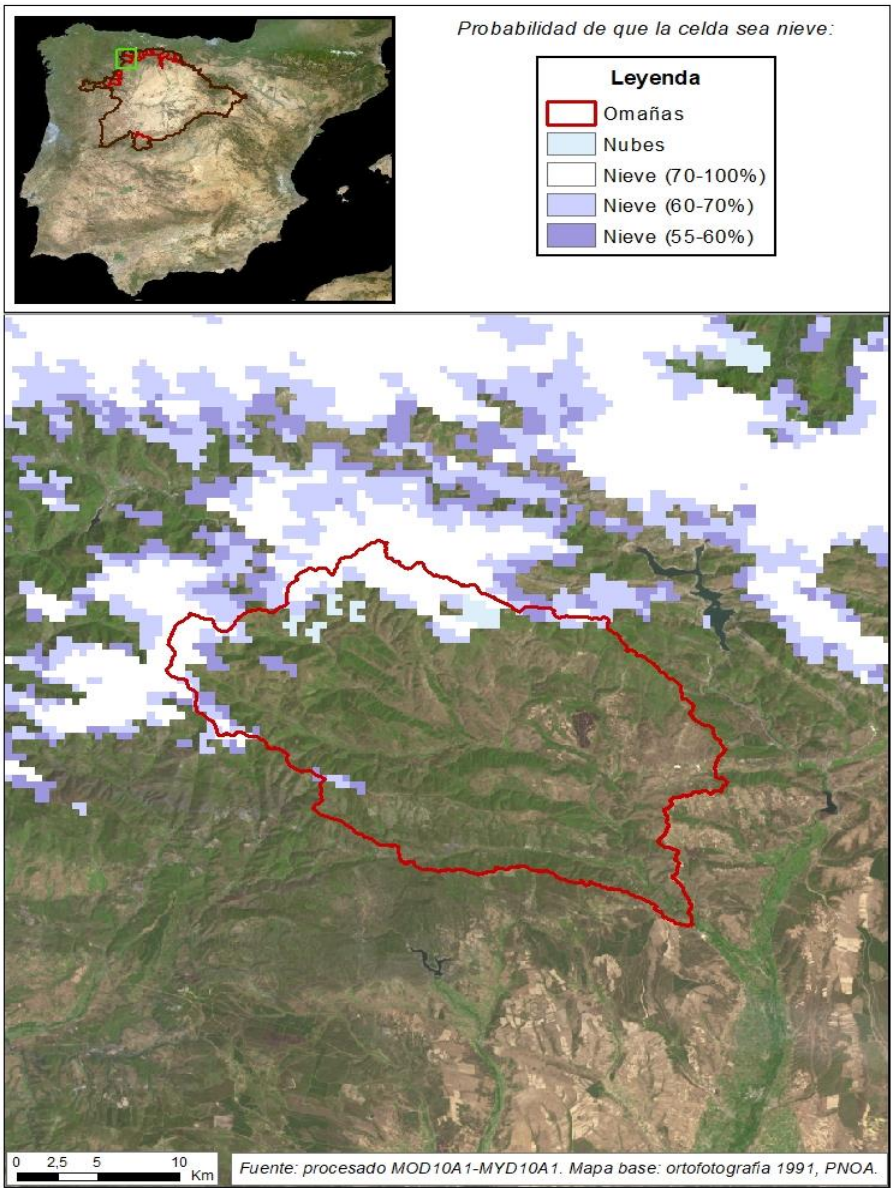 Probabilidad de que la celda sea nieve:
Leyenda
Omañas
Nubes
Nieve (70-100%)
Nieve (60-70%)
Nieve (55-60%)
0 2,5 5 10
Km
Fuente: procesado MOD10A1-MYD10A1. Mapa base: ortofotografía 1991, PNOA.